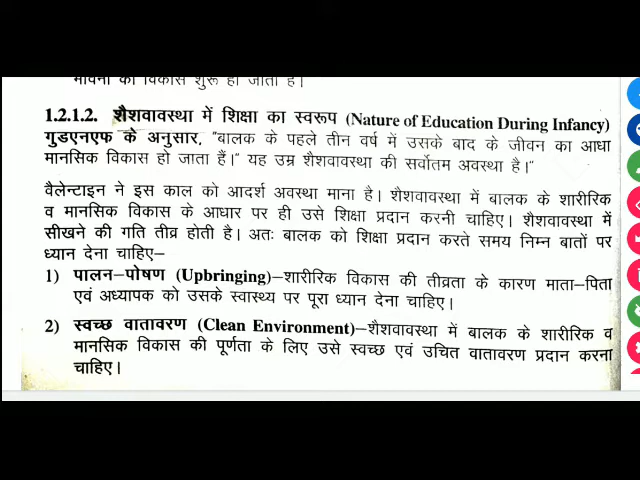 भावना का विकास शुरू हो जाता है।
1.2.1.2. शैशवावस्था में शिक्षा का स्वरूप (Nature of Education During Infancy)
गुडएनएफ के अनुसार, "बालक के पहले तीन वर्ष में उसके बाद के जीवन का आधा
मानसिक विकास हो जाता हैं।" यह उम्र शैशवावस्था की सर्वोतम अवस्था है।"
वैलेन्टाइन ने इस काल को आदर्श अवस्था माना है। शैशवावस्था में बालक के शारीरिक
व मानसिक विकास के आधार पर ही उसे शिक्षा प्रदान करनी चाहिए। शैशवावस्था में
सीखने की गति तीव्र होती है। अतः बालक को शिक्षा प्रदान करते समय निम्न बातों पर
ध्यान देना चाहिए–
1) पालन–पोषण (Upbringing)–शारीरिक विकास की तीव्रता के कारण माता–पिता
एवं अध्यापक को उसके स्वास्थ्य पर पूरा ध्यान देना चाहिए।
2) स्वच्छ वातावरण (Clean Environment)–शैशवावस्था में बालक के शारीरिक व
मानसिक विकास की पूर्णता के लिए उसे स्वच्छ एवं उचित वातावरण प्रदान करना
चाहिए।